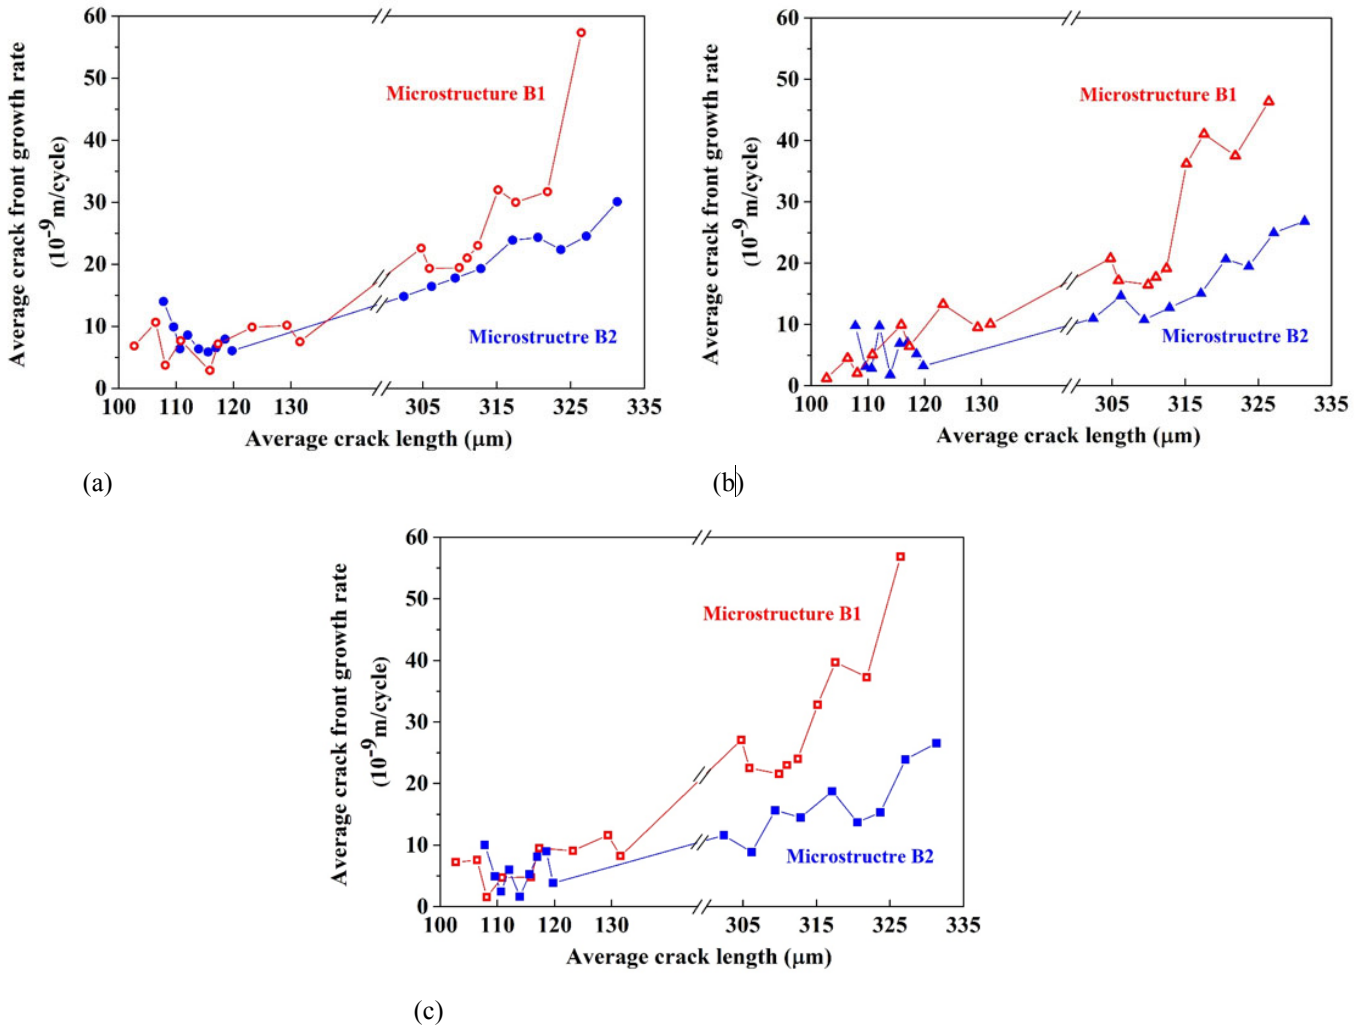 60
50
40
30
20
10
0
Average crack front growth rate
(10-9m/cycle)
Microstructure B1
Microstructre B2
100 110 120 130 305 315 325 335
Average crack length (μm)
(a)
60
50
40
30
20
10
0
Average crack front growth rate
(10-9m/cycle)
Microstructure B1
Microstructre B2
100 110 120 130 305 315 325 335
Average crack length (μm)
(b)
60
50
40
30
20
10
0
Average crack front growth rate
(10-9m/cycle)
Microstructure B1
Microstructre B2
100 110 120 130 305 315 325 335
Average crack length (μm)
(c)